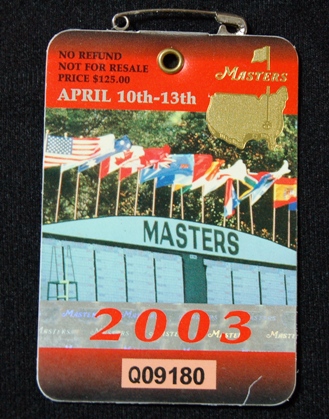 NO REFUND
NOT FOR RESALE
PRICE $125.00
APRIL 10th-13th
MASTERS
MASTERS
2003
Q09180